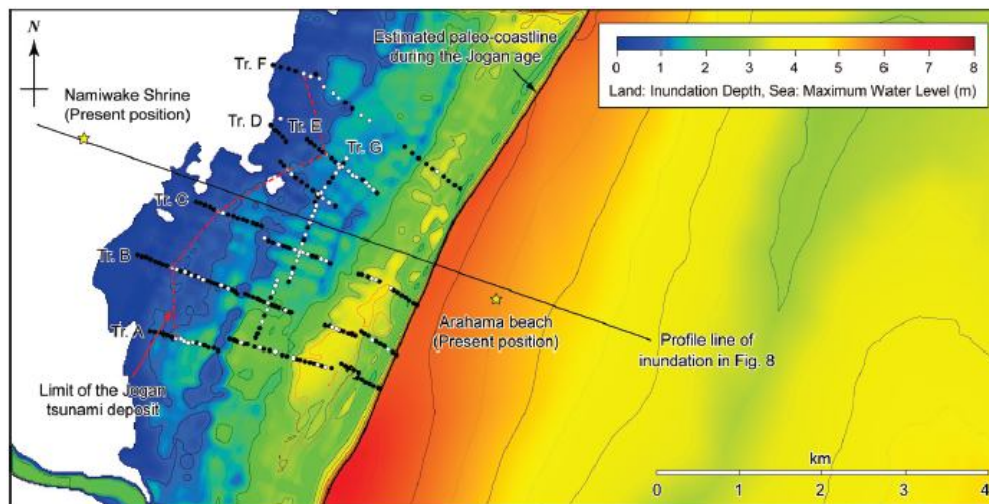 N
Namiwake Shrine
(Present position)
Tr. F
Tr. D
Tr. E
Tr. G
Tr. C
Tr. B
Tr. A
Estimated paleo-coastline
during the Jogan age
0 1 2 3 4 5 6 7 8
Land: Inundation Depth, Sea: Maximum Water Level (m)
Arahama beach
(Present position)
Profile line of
inundation in Fig. 8
Limit of the Jogan
tsunami deposit
km
0 1 2 3 4